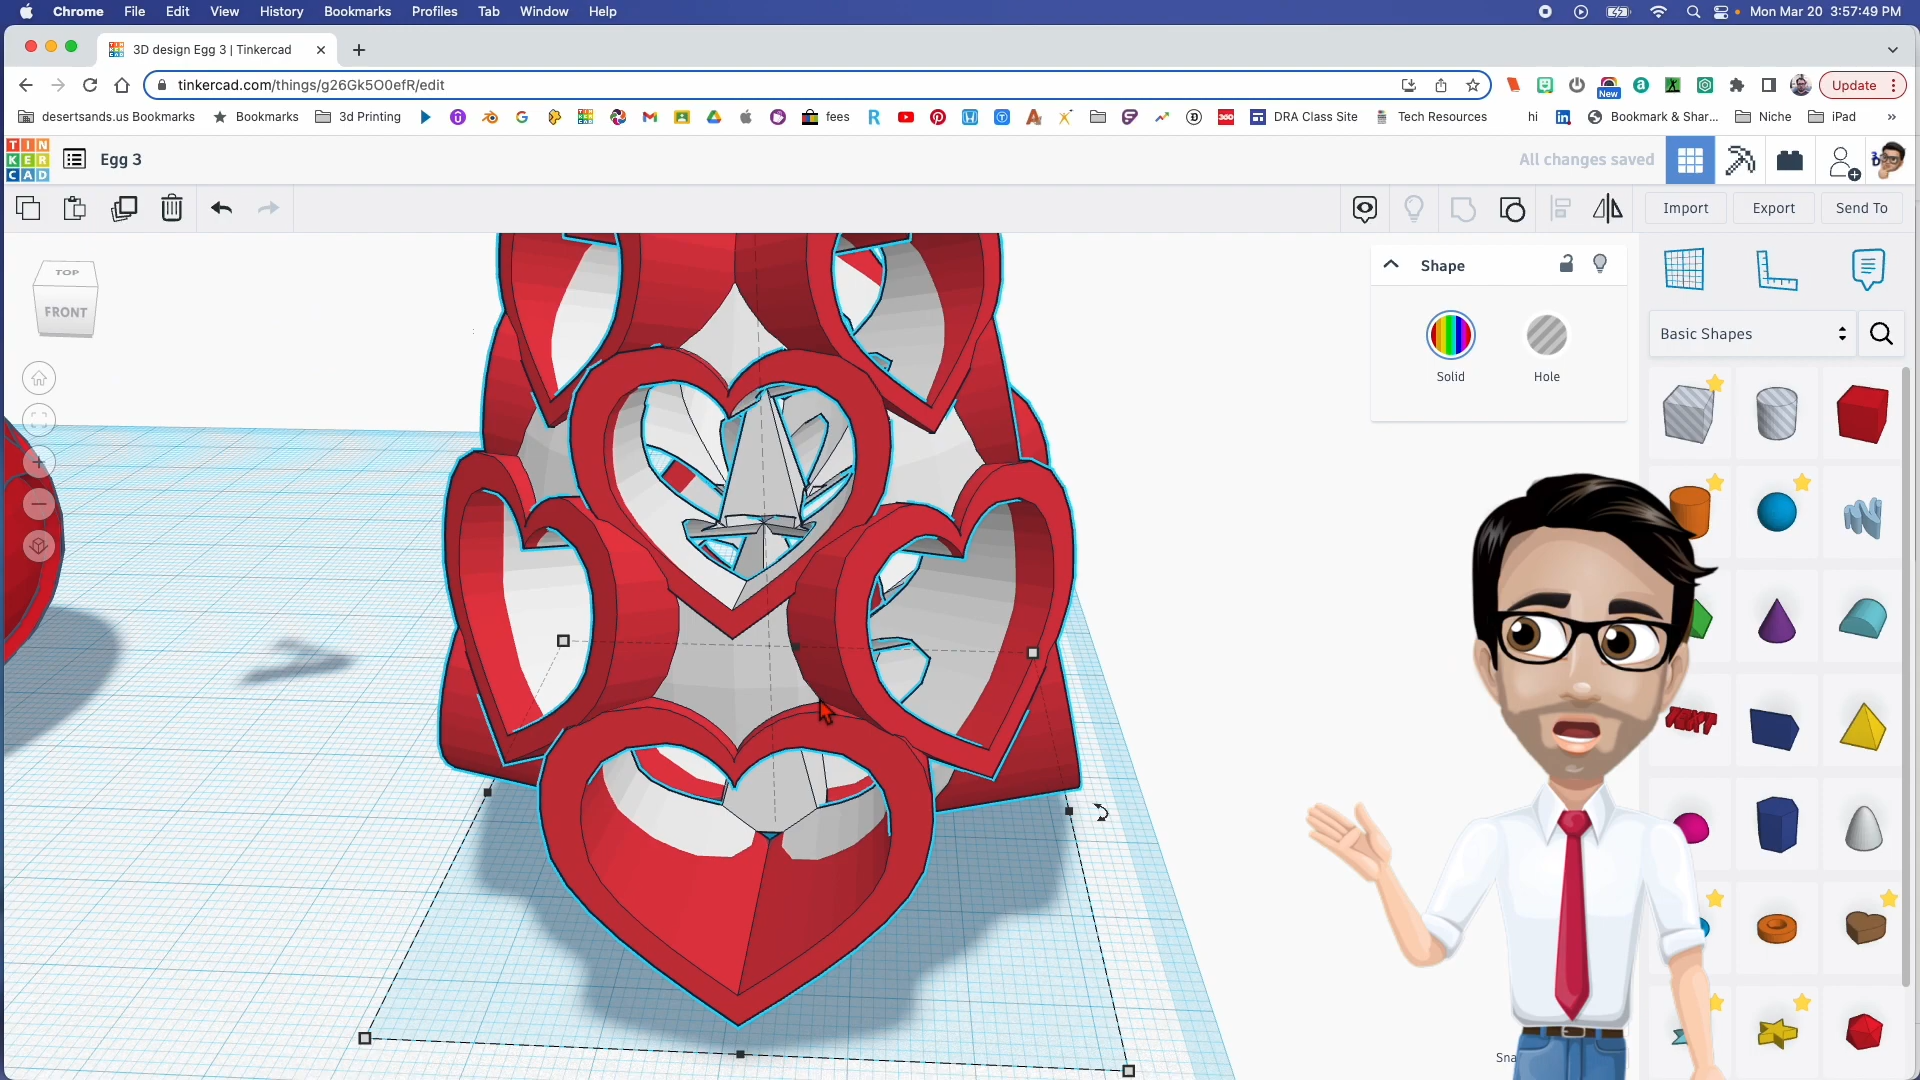 Chrome File Edit View History Bookmarks Profiles Tab Window Help Mon Mar 20 3:57:49 PM
3D design Egg 3 | Tinkercad
tinkercad.com/things/g26Gk5O0efR/edit New Update
desertsands.us Bookmarks Bookmarks 3d Printing fees DRA Class Site Tech Resources hi Bookmark & Shar... Niche iPad »
TIN KER CAD Egg 3 All changes saved
Import Export Send To
TOP
FRONT
Shape
Solid Hole
Basic Shapes
TEXT
Sna